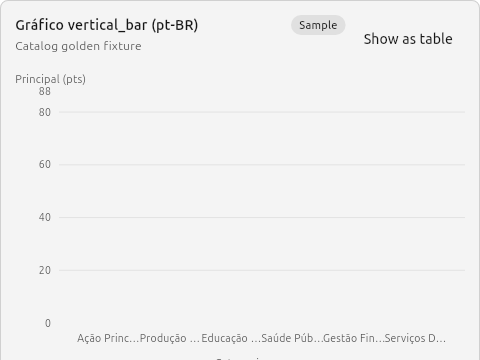 Gráfico vertical_bar (pt-BR)
Sample
Show as table
Catalog golden fixture
Principal (pts)
88
80
60
40
20
0
Ação Princ… Produção … Educação … Saúde Púb… Gestão Fin… Serviços D…